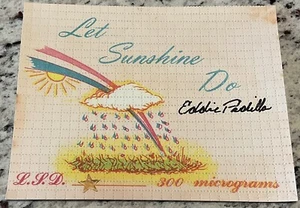 Let
Sunshine
Do
Eddie Padilla
L.S.D.
300 micrograms